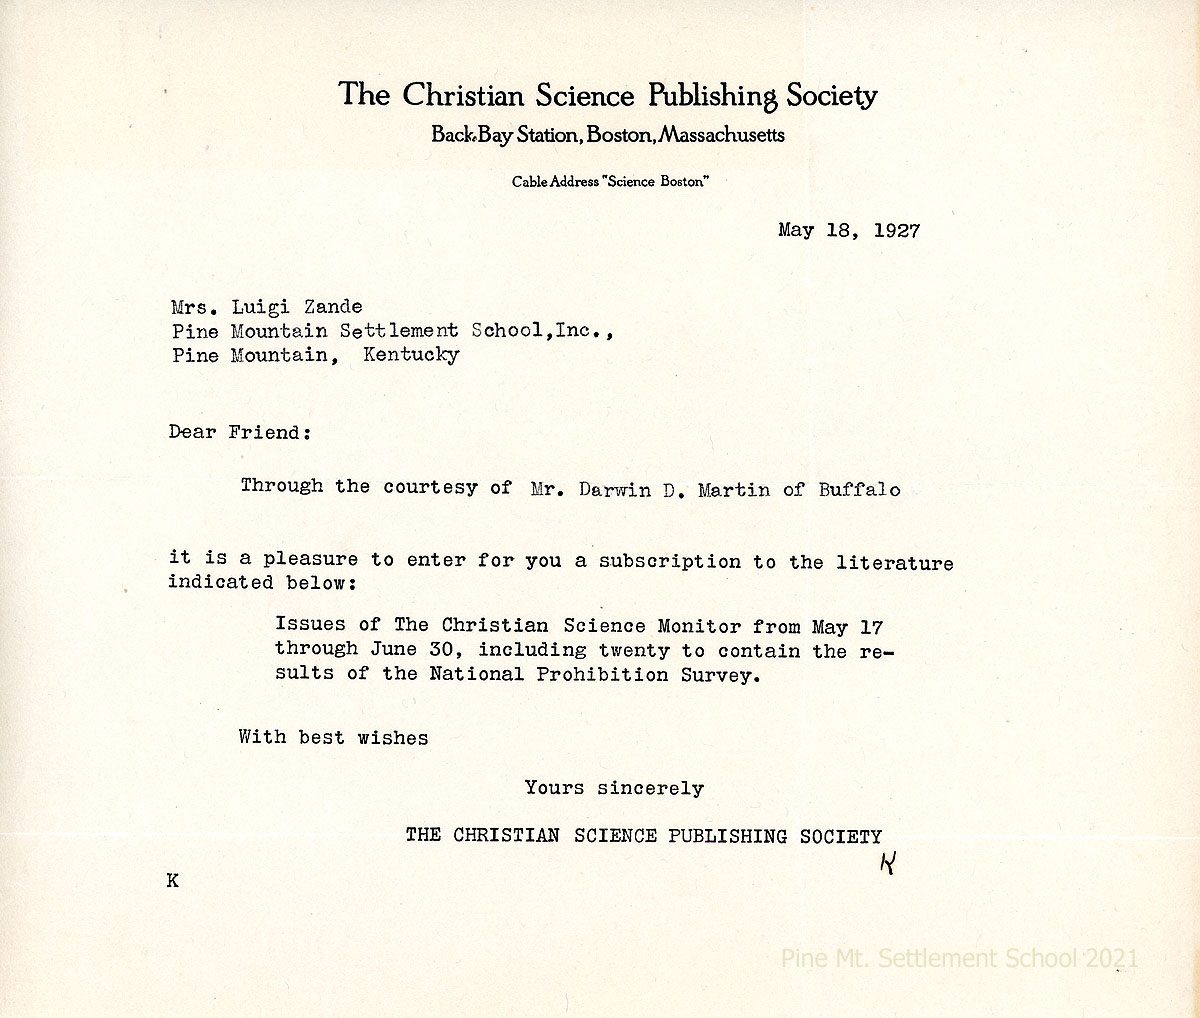 The Christian Science Publishing Society
Back Bay Station, Boston, Massachusetts
Cable Address "Science Boston"
May 18, 1927
Mrs. Luigi Zande
Pine Mountain Settlement School,Inc.,
Pine Mountain, Kentucky
Dear Friend:
Through the courtesy of Mr. Darwin D. Martin of Buffalo
it is a pleasure to enter for you a subscription to the literature
indicated below:
Issues of The Christian Science Monitor from May 17
through June 30, including twenty to contain the re-
sults of the National Prohibition Survey.
With best wishes
Yours sincerely
THE CHRISTIAN SCIENCE PUBLISHING SOCIETY
K
K
Pine Mt. Settlement School 2021